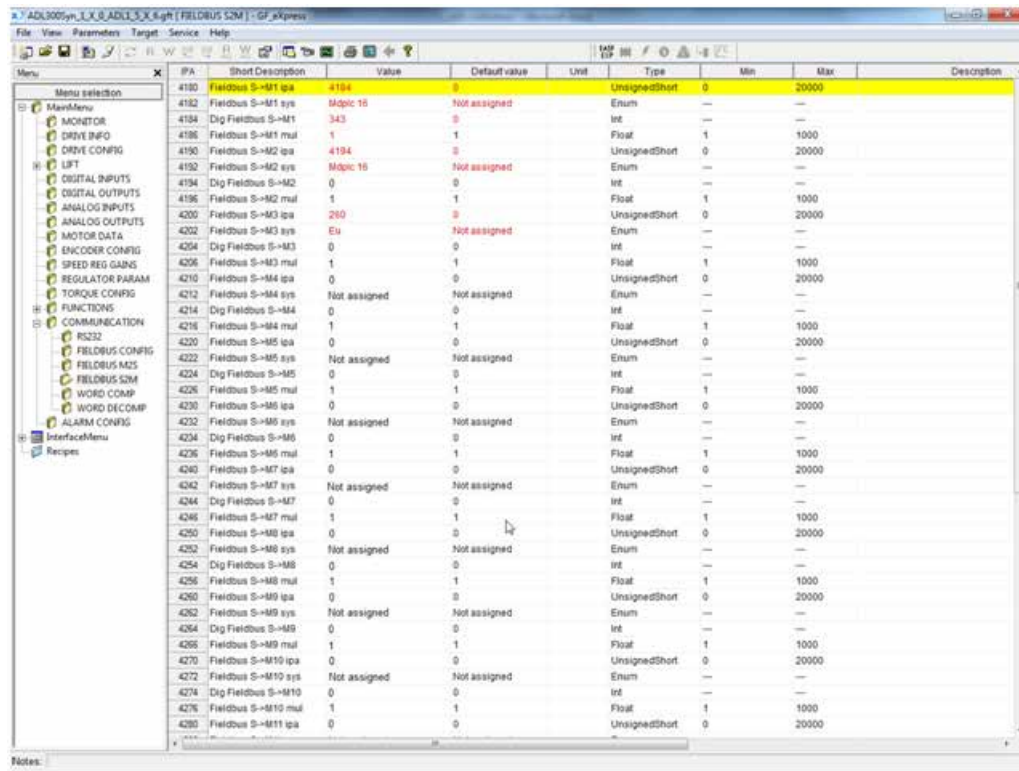 ADL300Syn_1_X_0_ADL1_5_X_6.gft [ FIELDBUS S2M ] - GF_eXpress
File View Parameters Target Service Help
Menu
Menu selection
MainMenu
MONITOR
DRIVE INFO
DRIVE CONFIG
LIFT
DIGITAL INPUTS
DIGITAL OUTPUTS
ANALOG INPUTS
ANALOG OUTPUTS
MOTOR DATA
ENCODER CONFIG
SPEED REG GAINS
REGULATOR PARAM
TORQUE CONFIG
FUNCTIONS
COMMUNICATION
RS232
FIELDBUS CONFIG
FIELDBUS M2S
FIELDBUS S2M
WORD COMP
WORD DECOMP
ALARM CONFIG
InterfaceMenu
Recipes
IPA Short Description Value Default value Unit Type Min Max Description
4180 Fieldbus S->M1 ipa 4184 0 UnsignedShort 0 20000
4182 Fieldbus S->M1 sys Mdplc 16 Not assigned Enum --- ---
4184 Dig Fieldbus S->M1 343 0 Int --- ---
4186 Fieldbus S->M1 mul 1 1 Float 1 1000
4190 Fieldbus S->M2 ipa 4194 0 UnsignedShort 0 20000
4192 Fieldbus S->M2 sys Mdplc 16 Not assigned Enum --- ---
4194 Dig Fieldbus S->M2 0 0 Int --- ---
4196 Fieldbus S->M2 mul 1 1 Float 1 1000
4200 Fieldbus S->M3 ipa 260 0 UnsignedShort 0 20000
4202 Fieldbus S->M3 sys Eu Not assigned Enum --- ---
4204 Dig Fieldbus S->M3 0 0 Int --- ---
4206 Fieldbus S->M3 mul 1 1 Float 1 1000
4210 Fieldbus S->M4 ipa 0 0 UnsignedShort 0 20000
4212 Fieldbus S->M4 sys Not assigned Not assigned Enum --- ---
4214 Dig Fieldbus S->M4 0 0 Int --- ---
4216 Fieldbus S->M4 mul 1 1 Float 1 1000
4220 Fieldbus S->M5 ipa 0 0 UnsignedShort 0 20000
4222 Fieldbus S->M5 sys Not assigned Not assigned Enum --- ---
4224 Dig Fieldbus S->M5 0 0 Int --- ---
4226 Fieldbus S->M5 mul 1 1 Float 1 1000
4230 Fieldbus S->M6 ipa 0 0 UnsignedShort 0 20000
4232 Fieldbus S->M6 sys Not assigned Not assigned Enum --- ---
4234 Dig Fieldbus S->M6 0 0 Int --- ---
4236 Fieldbus S->M6 mul 1 1 Float 1 1000
4240 Fieldbus S->M7 ipa 0 0 UnsignedShort 0 20000
4242 Fieldbus S->M7 sys Not assigned Not assigned Enum --- ---
4244 Dig Fieldbus S->M7 0 0 Int --- ---
4246 Fieldbus S->M7 mul 1 1 Float 1 1000
4250 Fieldbus S->M8 ipa 0 0 UnsignedShort 0 20000
4252 Fieldbus S->M8 sys Not assigned Not assigned Enum --- ---
4254 Dig Fieldbus S->M8 0 0 Int --- ---
4256 Fieldbus S->M8 mul 1 1 Float 1 1000
4260 Fieldbus S->M9 ipa 0 0 UnsignedShort 0 20000
4262 Fieldbus S->M9 sys Not assigned Not assigned Enum --- ---
4264 Dig Fieldbus S->M9 0 0 Int --- ---
4266 Fieldbus S->M9 mul 1 1 Float 1 1000
4270 Fieldbus S->M10 ipa 0 0 UnsignedShort 0 20000
4272 Fieldbus S->M10 sys Not assigned Not assigned Enum --- ---
4274 Dig Fieldbus S->M10 0 0 Int --- ---
4276 Fieldbus S->M10 mul 1 1 Float 1 1000
4280 Fieldbus S->M11 ipa 0 0 UnsignedShort 0 20000
Notes: